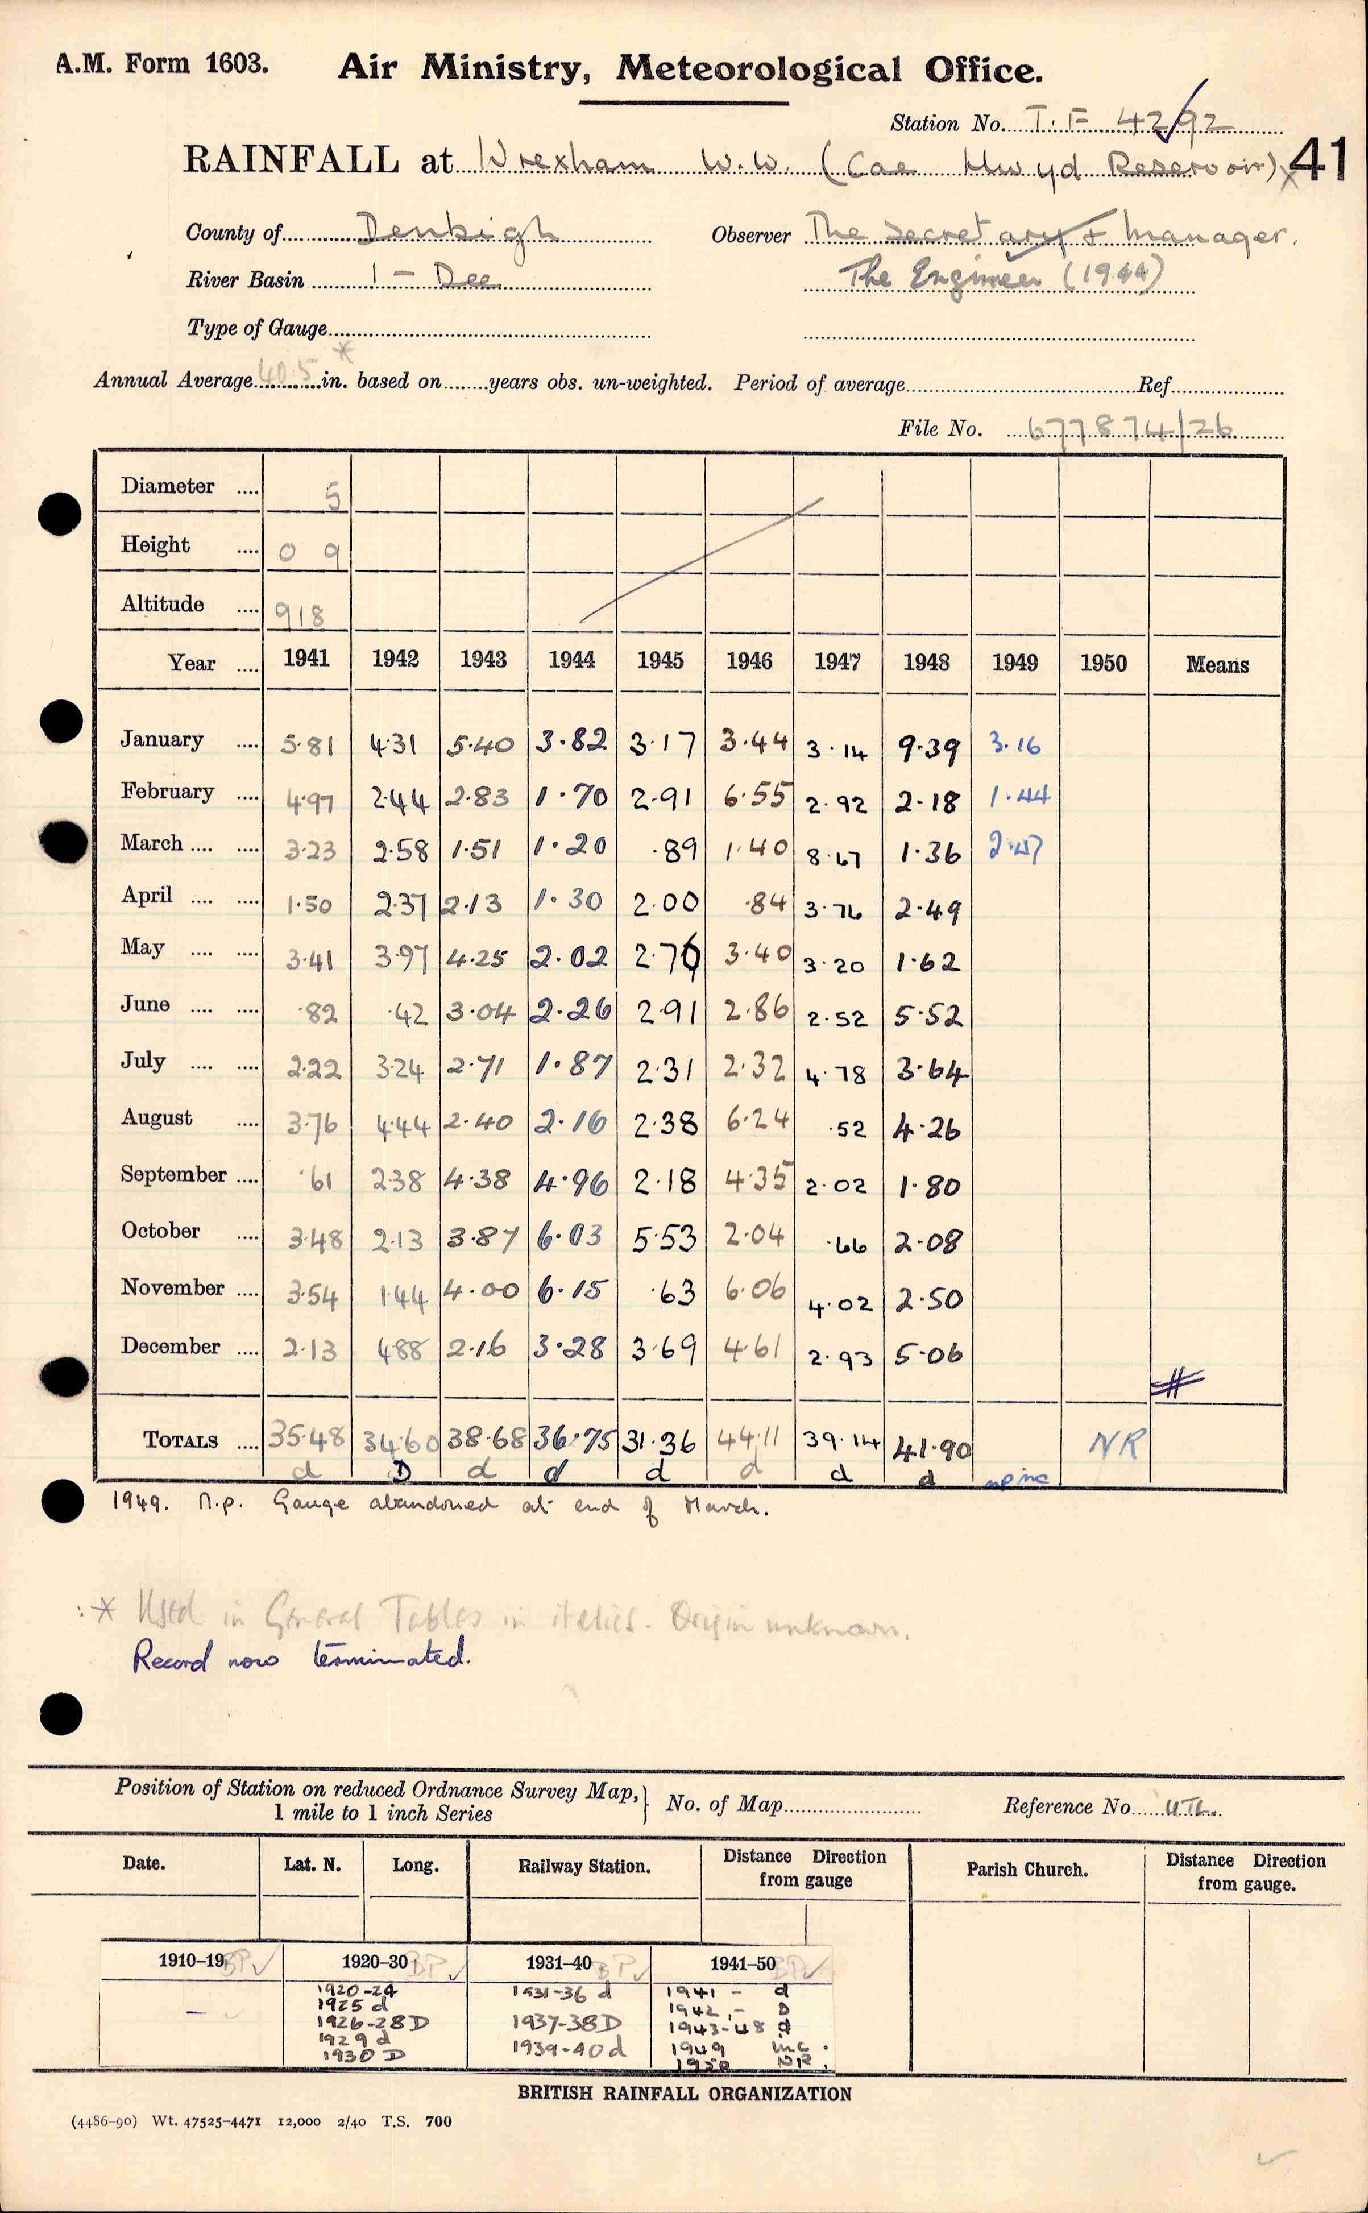 A.M. Form 1603. Air Ministry, Meteorological Office.
Station No. T.F 42/92
RAINFALL at Wrexham W.W. (Cae Llwyd Reservoir) x 41
County of Denbigh Observer The Secretary & Manager.
River Basin 1 - Dee The Engineer (1944)
Type of Gauge
Annual Average 40.5 * in. based on years obs. un-weighted. Period of average Ref.
File No. 677874/26
Diameter .... 5
Height .... 0 9
Altitude .... 918
Year .... 1941 1942 1943 1944 1945 1946 1947 1948 1949 1950 Means
January .... 5.81 4.31 5.40 3.82 3.17 3.44 3.14 9.39 3.16
February .... 4.97 2.44 2.83 1.70 2.91 6.55 2.92 2.18 1.44
March .... .... 3.23 2.58 1.51 1.20 .89 1.40 8.67 1.36 2.47
April .... .... 1.50 2.37 2.13 1.30 2.00 .84 3.76 2.49
May .... .... 3.41 3.97 4.25 2.02 2.76 3.40 3.20 1.62
June .... .... .82 .42 3.04 2.26 2.91 2.86 2.52 5.52
July .... .... 2.22 3.24 2.71 1.87 2.31 2.32 4.78 3.64
August .... 3.76 4.44 2.40 2.16 2.38 6.24 .52 4.26
September .... .61 2.38 4.38 4.96 2.18 4.35 2.02 1.80
October .... 3.48 2.13 3.87 6.03 5.53 2.04 .66 2.08
November .... 3.54 1.44 4.00 6.15 .63 6.06 4.02 2.50
December .... 2.13 4.88 2.16 3.28 3.69 4.61 2.93 5.06
TOTALS .... 35.48 34.60 38.68 36.75 31.36 44.11 39.14 41.90 NR
d D d d d d d d np inc
1949. n.p. Gauge abandoned at end of March.
* Used in General Tables in italics. Origin unknown.
Record now terminated.
Position of Station on reduced Ordnance Survey Map, 1 mile to 1 inch Series } No. of Map Reference No
Date. Lat. N. Long. Railway Station. Distance Direction from gauge Parish Church. Distance Direction from gauge.
1910-19 BP ✓ 1920-30 BP ✓ 1931-40 BP ✓ 1941-50 BP ✓
— 1920-24 1931-36 d 1941 - d
1925 d 1942 - D
1926-28 D 1937-38 D 1943-48 d
1929 d 1939-40 d 1949 inc.
1930 D 1950 NR.
BRITISH RAINFALL ORGANIZATION
(4486-90) Wt. 47525-4471 12,000 2/40 T.S. 700